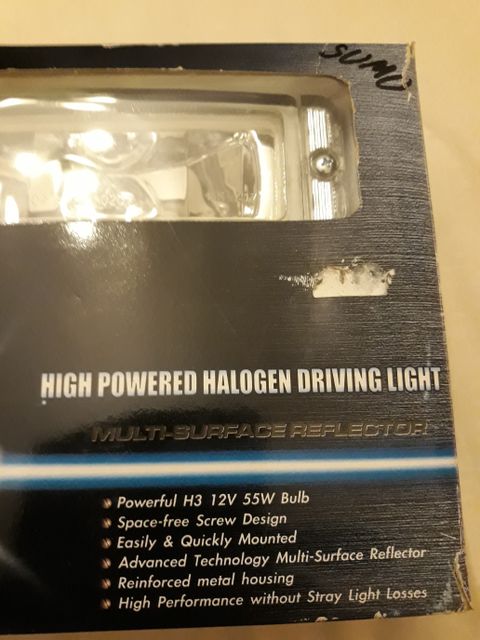 SUMU
HIGH POWERED HALOGEN DRIVING LIGHT
MULTI-SURFACE REFLECTOR
Powerful H3 12V 55W Bulb
Space-free Screw Design
Easily & Quickly Mounted
Advanced Technology Multi-Surface Reflector
Reinforced metal housing
High Performance without Stray Light Losses